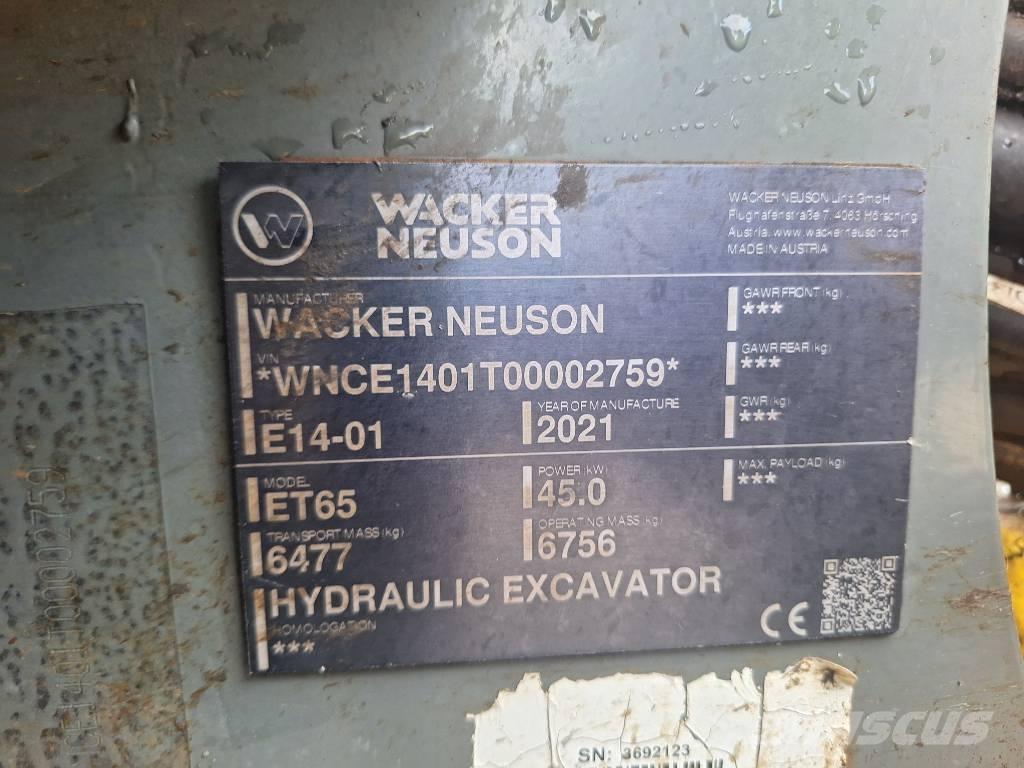 WACKER
NEUSON
WACKER NEUSON Linz GmbH
Flughafenstraße 7, 4063 Hörsching
Austria, www.wackerneuson.com
MADE IN AUSTRIA
MANUFACTURER
WACKER NEUSON
VIN
*WNCE1401T00002759*
TYPE
E14-01
YEAR OF MANUFACTURE
2021
GAWR FRONT (kg)
***
GAWR REAR (kg)
***
GWR (kg)
***
MODEL
ET65
POWER (kW)
45.0
MAX. PAYLOAD (kg)
***
TRANSPORT MASS (kg)
6477
OPERATING MASS (kg)
6756
HYDRAULIC EXCAVATOR
HOMOLOGATION
***
CE
CE1401T00002759
SN: 3692123